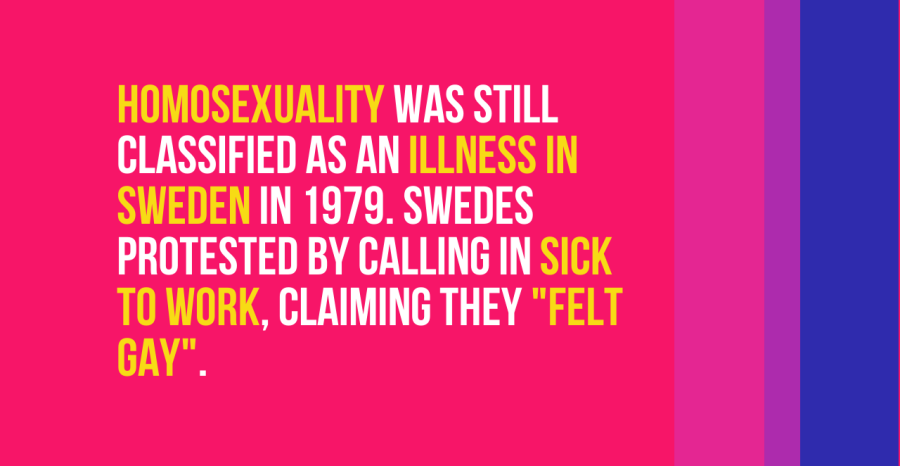 HOMOSEXUALITY WAS STILL
CLASSIFIED AS AN ILLNESS IN
SWEDEN IN 1979. SWEDES
PROTESTED BY CALLING IN SICK
TO WORK, CLAIMING THEY "FELT
GAY".